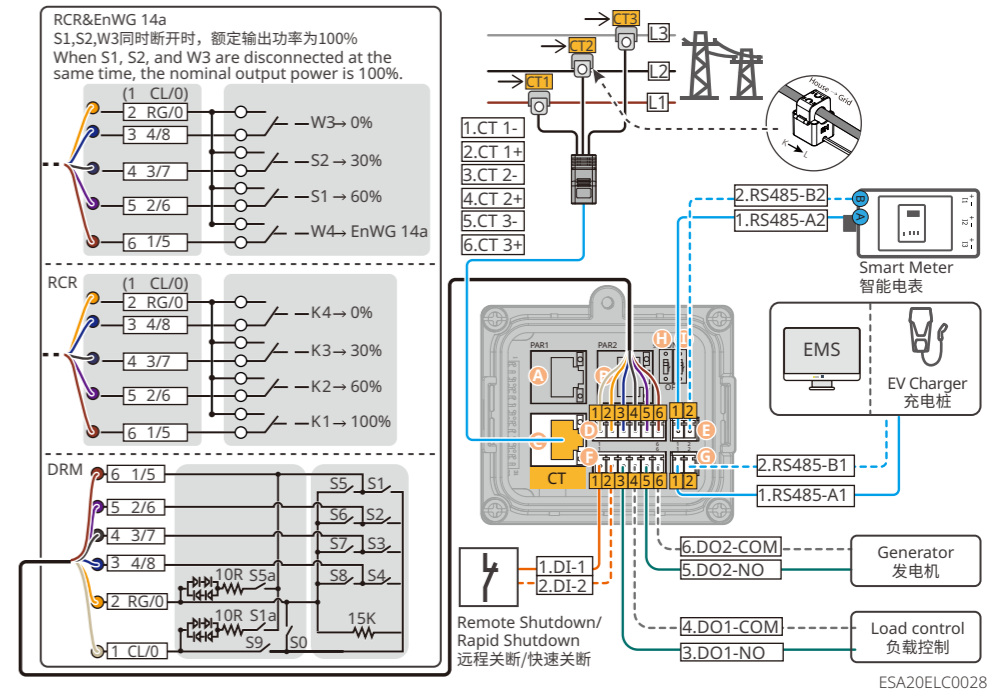 RCR&EnWG 14a
S1,S2,W3同时断开时，额定输出功率为100%
When S1, S2, and W3 are disconnected at the
same time, the nominal output power is 100%.
(1 CL/0)
2 RG/0
3 4/8
4 3/7
5 2/6
6 1/5
W3→ 0%
S2→ 30%
S1→ 60%
W4→ EnWG 14a
RCR
(1 CL/0)
2 RG/0
3 4/8
4 3/7
5 2/6
6 1/5
K4→ 0%
K3→ 30%
K2→ 60%
K1→ 100%
DRM
6 1/5
5 2/6
4 3/7
3 4/8
2 RG/0
1 CL/0
S5 S1
S6 S2
S7 S3
S8 S4
10R S5a
10R S1a
S9 S0
15K
CT3
CT2
CT1
L3
L2
L1
House → Grid
K → L
1.CT 1-
2.CT 1+
3.CT 2-
4.CT 2+
5.CT 3-
6.CT 3+
2.RS485-B2
1.RS485-A2
B
A
I1
I2
I3
Smart Meter
智能电表
EMS
EV Charger
充电桩
PAR1
PAR2
A
H
D
E
F
G
CT
1 2 3 4 5 6
1 2
1 2 3 4 5 6
1 2
2.RS485-B1
1.RS485-A1
1.DI-1
2.DI-2
Remote Shutdown/
Rapid Shutdown
远程关断/快速关断
6.DO2-COM
5.DO2-NO
Generator
发电机
4.DO1-COM
3.DO1-NO
Load control
负载控制
ESA20ELC0028